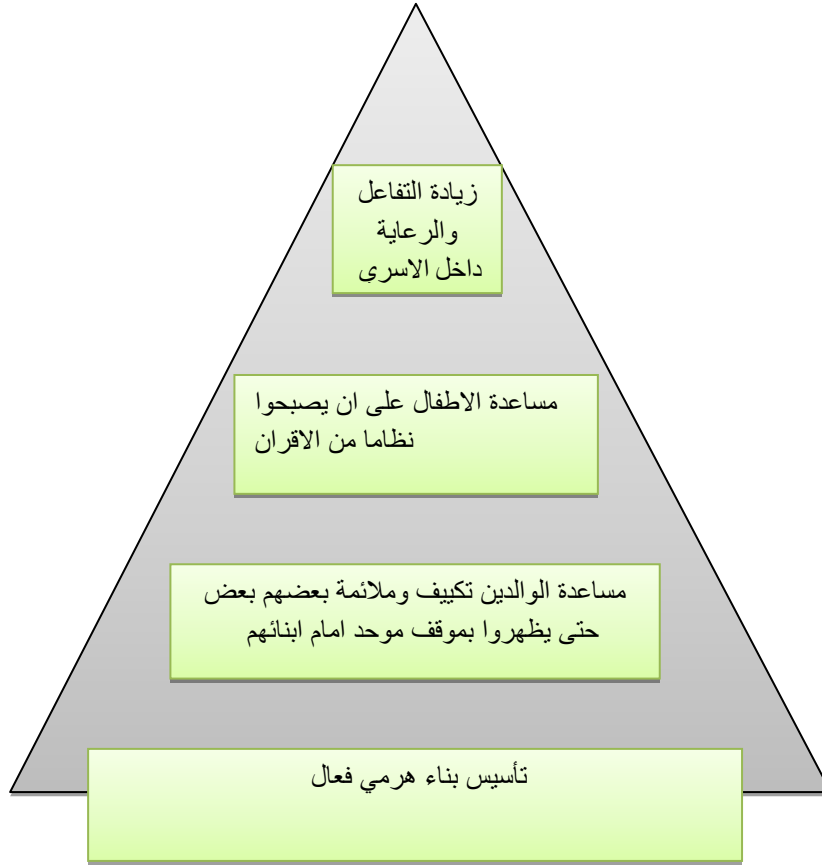 زيادة التفاعل
والرعاية
داخل الاسري
مساعدة الاطفال على ان يصبحوا
نظاما من الاقران
مساعدة الوالدين تكييف وملائمة بعضهم بعض
حتى يظهروا بموقف موحد امام ابنائهم
تأسيس بناء هرمي فعال